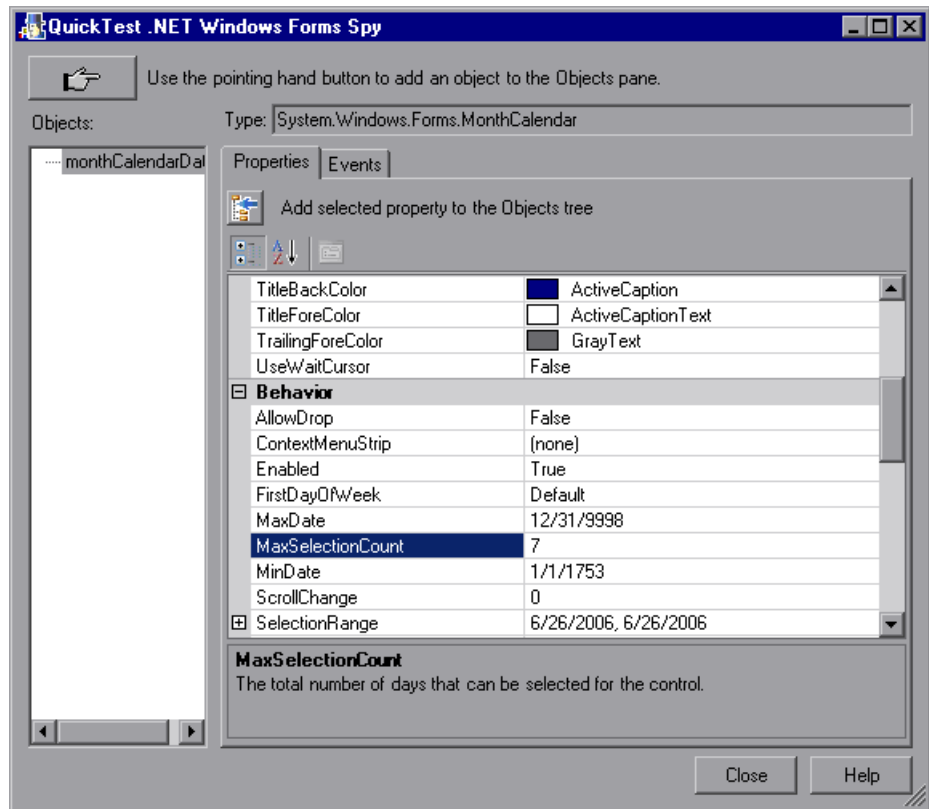 QuickTest .NET Windows Forms Spy
Use the pointing hand button to add an object to the Objects pane.
Objects:
Type: System.Windows.Forms.MonthCalendar
monthCalendarDat
Properties Events
Add selected property to the Objects tree
TitleBackColor ActiveCaption
TitleForeColor ActiveCaptionText
TrailingForeColor GrayText
UseWaitCursor False
Behavior
AllowDrop False
ContextMenuStrip (none)
Enabled True
FirstDayOfWeek Default
MaxDate 12/31/9998
MaxSelectionCount 7
MinDate 1/1/1753
ScrollChange 0
SelectionRange 6/26/2006, 6/26/2006
MaxSelectionCount
The total number of days that can be selected for the control.
Close Help